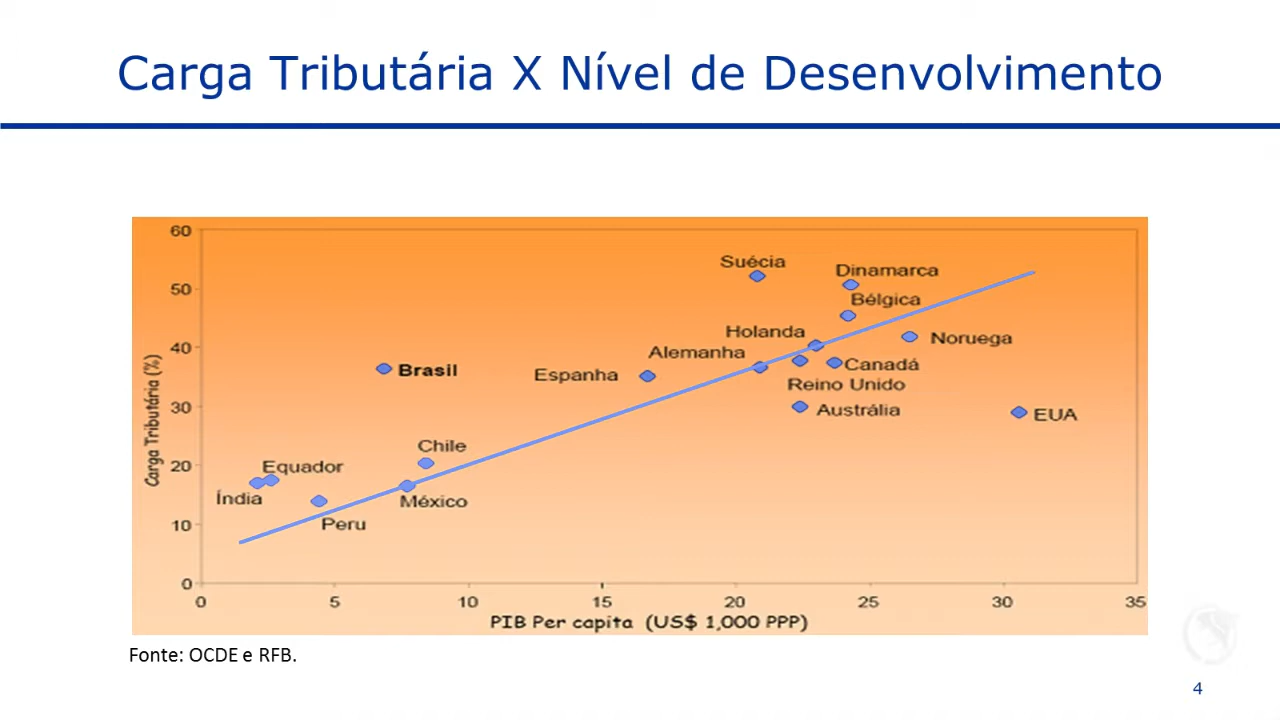 Carga Tributária X Nível de Desenvolvimento
60
50
40
30
20
10
0
Carga Tributária (%)
Suécia
Dinamarca
Bélgica
Holanda
Noruega
Alemanha
Canadá
Brasil
Espanha
Reino Unido
Austrália
EUA
Chile
Equador
Índia
México
Peru
0 5 10 15 20 25 30 35
PIB Per capita (US$ 1,000 PPP)
Fonte: OCDE e RFB.
4